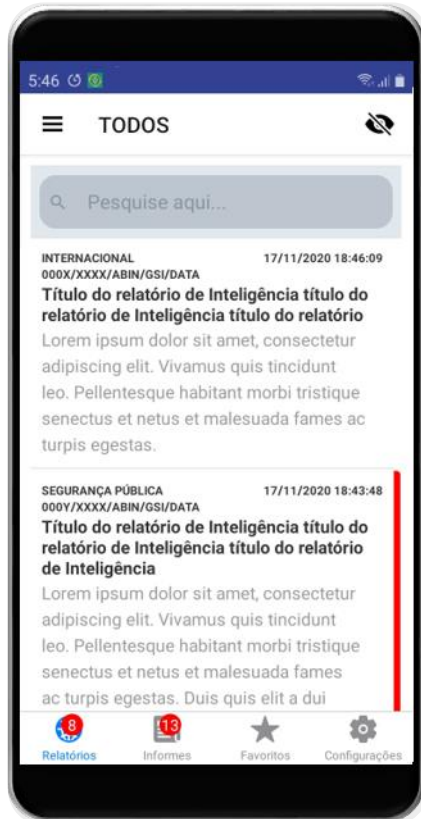 5:46
TODOS
Pesquise aqui...
INTERNACIONAL 17/11/2020 18:46:09
000X/XXXX/ABIN/GSI/DATA
Título do relatório de Inteligência título do
relatório de Inteligência título do relatório
Lorem ipsum dolor sit amet, consectetur
adipiscing elit. Vivamus quis tincidunt
leo. Pellentesque habitant morbi tristique
senectus et netus et malesuada fames ac
turpis egestas.
SEGURANÇA PÚBLICA 17/11/2020 18:43:48
000Y/XXXX/ABIN/GSI/DATA
Título do relatório de Inteligência título do
relatório de Inteligência título do relatório
de Inteligência
Lorem ipsum dolor sit amet, consectetur
adipiscing elit. Vivamus quis tincidunt
leo. Pellentesque habitant morbi tristique
senectus et netus et malesuada fames
ac turpis egestas. Duis quis elit a dui
8 13
Relatórios Informes Favoritos Configurações